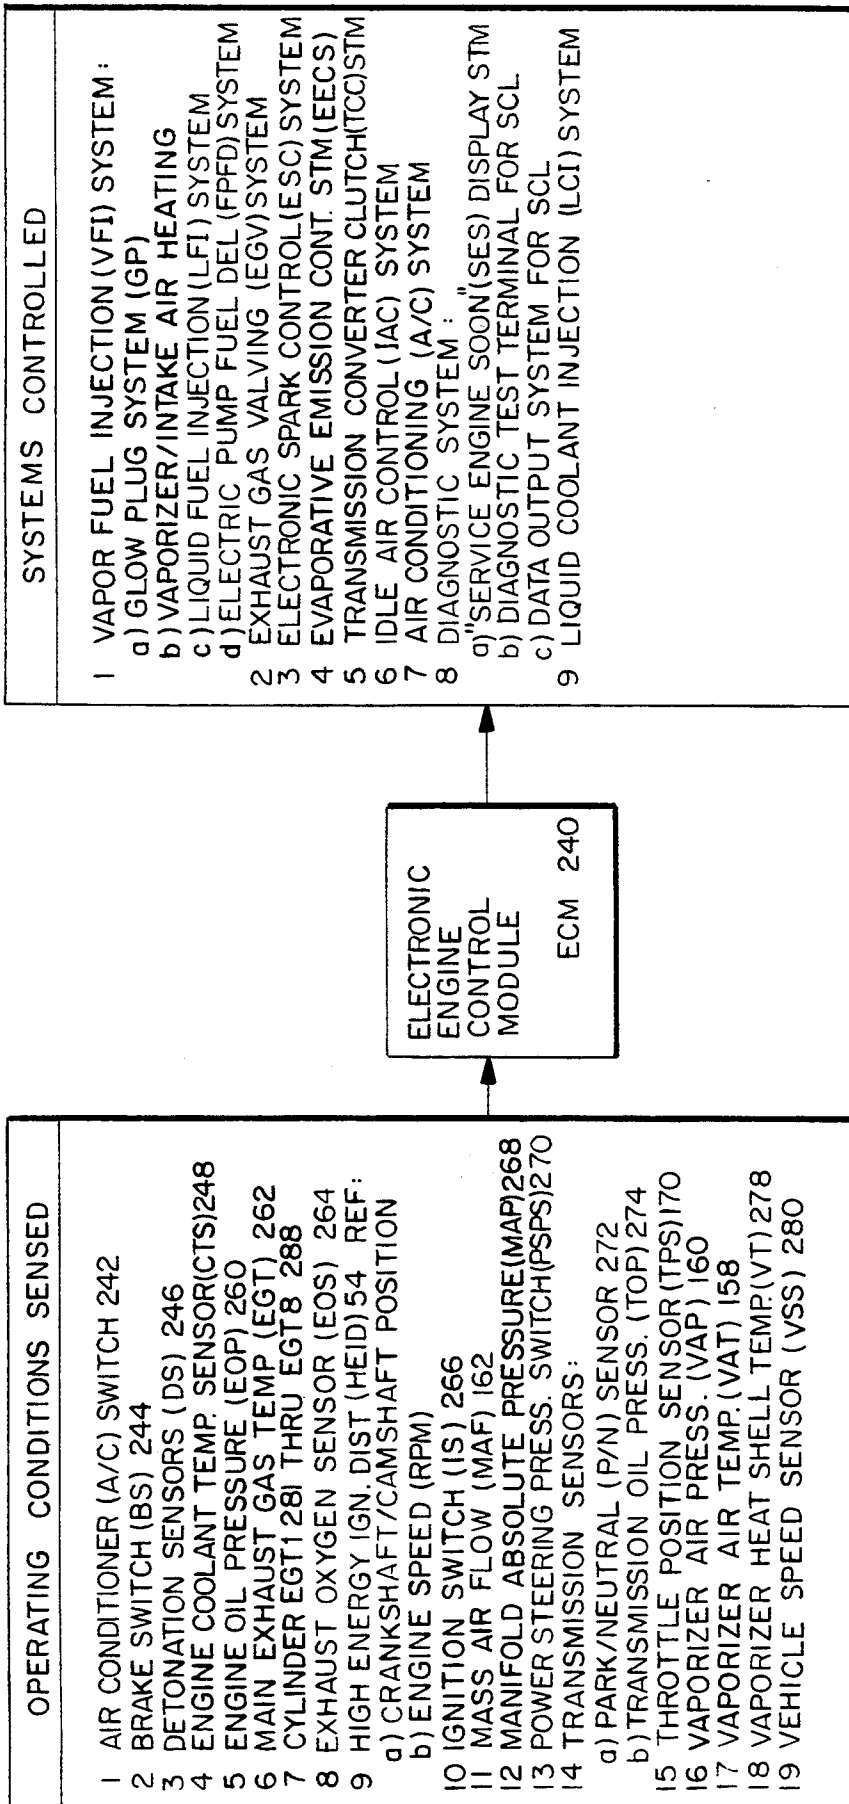 OPERATING CONDITIONS SENSED
1 AIR CONDITIONER (A/C) SWITCH 242
2 BRAKE SWITCH (BS) 244
3 DETONATION SENSORS (DS) 246
4 ENGINE COOLANT TEMP. SENSOR(CTS)248
5 ENGINE OIL PRESSURE (EOP) 260
6 MAIN EXHAUST GAS TEMP (EGT) 262
7 CYLINDER EGT1 281 THRU EGT8 288
8 EXHAUST OXYGEN SENSOR (EOS) 264
9 HIGH ENERGY IGN. DIST (HEID)54 REF:
a) CRANKSHAFT/CAMSHAFT POSITION
b) ENGINE SPEED (RPM)
10 IGNITION SWITCH (IS) 266
11 MASS AIR FLOW (MAF) 162
12 MANIFOLD ABSOLUTE PRESSURE(MAP)268
13 POWER STEERING PRESS. SWITCH(PSPS)270
14 TRANSMISSION SENSORS:
a) PARK/NEUTRAL (P/N) SENSOR 272
b) TRANSMISSION OIL PRESS. (TOP) 274
15 THROTTLE POSITION SENSOR(TPS)170
16 VAPORIZER AIR PRESS. (VAP) 160
17 VAPORIZER AIR TEMP.(VAT) 158
18 VAPORIZER HEAT SHELL TEMP.(VT)278
19 VEHICLE SPEED SENSOR (VSS) 280
ELECTRONIC
ENGINE
CONTROL
MODULE
ECM 240
SYSTEMS CONTROLLED
1 VAPOR FUEL INJECTION (VFI) SYSTEM:
a) GLOW PLUG SYSTEM (GP)
b) VAPORIZER/INTAKE AIR HEATING
c) LIQUID FUEL INJECTION (LFI) SYSTEM
d) ELECTRIC PUMP FUEL DEL (FPFD) SYSTEM
2 EXHAUST GAS VALVING (EGV) SYSTEM
3 ELECTRONIC SPARK CONTROL(ESC) SYSTEM
4 EVAPORATIVE EMISSION CONT. STM(EECS)
5 TRANSMISSION CONVERTER CLUTCH(TCC)STM
6 IDLE AIR CONTROL (IAC) SYSTEM
7 AIR CONDITIONING (A/C) SYSTEM
8 DIAGNOSTIC SYSTEM:
a) "SERVICE ENGINE SOON (SES)" DISPLAY STM
b) DIAGNOSTIC TEST TERMINAL FOR SCL
c) DATA OUTPUT SYSTEM FOR SCL
9 LIQUID COOLANT INJECTION (LCI) SYSTEM